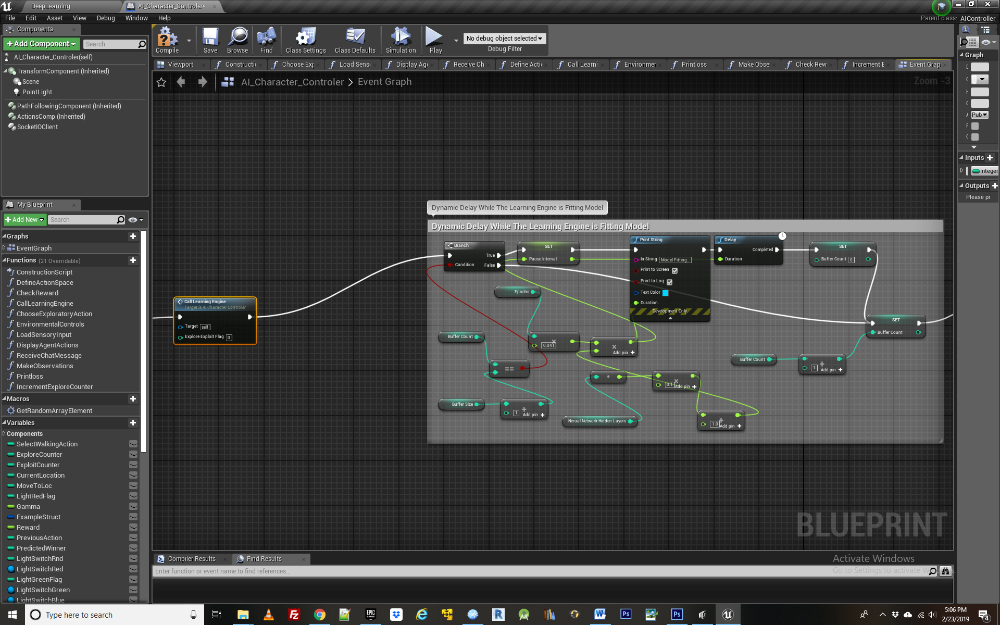 DeepLearning
AI_Character_Controler*
File Edit Asset View Debug Window Help
Parent class: AIController
Components
+Add Component
Search
AI_Character_Controler(self)
TransformComponent (Inherited)
Scene
PointLight
PathFollowingComponent (Inherited)
ActionsComp (Inherited)
SocketIOClient
Compile Save Browse Find Class Settings Class Defaults Simulation Play
No debug object selected
Debug Filter
Viewport Constructic Choose Exp Load Sens Display Ag Receive Ch Define Acti Call Learni Environmer Printloss Make Obse Check Rew Increment E Event Grap
AI_Character_Controler > Event Graph
Zoom -3
My Blueprint
+Add New
Search
Graphs
EventGraph
Functions (21 Overridable)
ConstructionScript
DefineActionSpace
CheckReward
CallLearningEngine
ChooseExploratoryAction
EnvironmentalControls
LoadSensoryInput
DisplayAgentActions
ReceiveChatMessage
MakeObservations
Printloss
IncrementExploreCounter
Macros
GetRandomArrayElement
Variables
Components
SelectWalkingAction
ExploreCounter
ExploitCounter
CurrentLocation
MoveToLoc
LightRedFlag
Gamma
ExampleStruct
Reward
PreviousAction
PredictedWinner
LightSwitchRnd
LightSwitchRed
LightGreenFlag
LightSwitchGreen
LightSwitchBlue
Call Learning Engine
Target is AI Character Controler
Target self
Explore Exploit Flag 0
Dynamic Delay While The Learning Engine is Fitting Model
Dynamic Delay While The Learning Engine is Fitting Model
Branch
True
Condition False
SET
Pause Interval
Print String
In String Model Fitting...
Print to Screen
Print to Log
Text Color
Duration
Development Only
Delay
Completed
Duration
SET
Buffer Count 0
Epochs
Buffer Count
0.041
×
×
Add pin +
==
Buffer Size
1
+
Add pin +
Nerual Network Hidden Layers
0.1
×
Add pin +
1.0
+
Add pin +
SET
Buffer Count
Buffer Count
1
+
Add pin +
BLUEPRINT
Graph
Pub
Inputs +
Integer
Outputs +
Please pr
Compiler Results
Find Results
Enter function or event name to find references...
Activate Windows
Go to Settings to activate Windows.
Type here to search
5:06 PM
2/23/2019
4